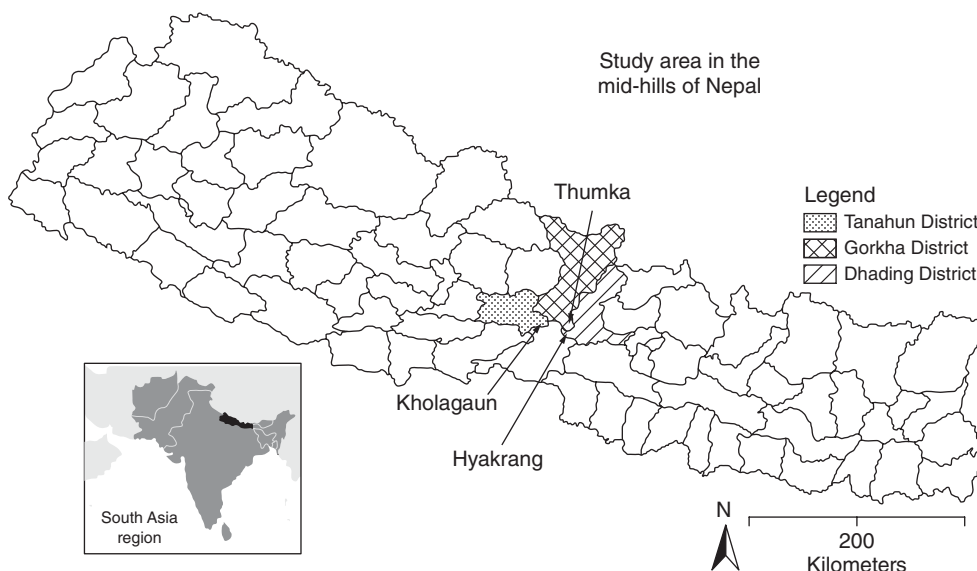 Study area in the
mid-hills of Nepal
Thumka
Legend
Tanahun District
Gorkha District
Dhading District
Kholagaun
Hyakrang
South Asia
region
N
200
Kilometers